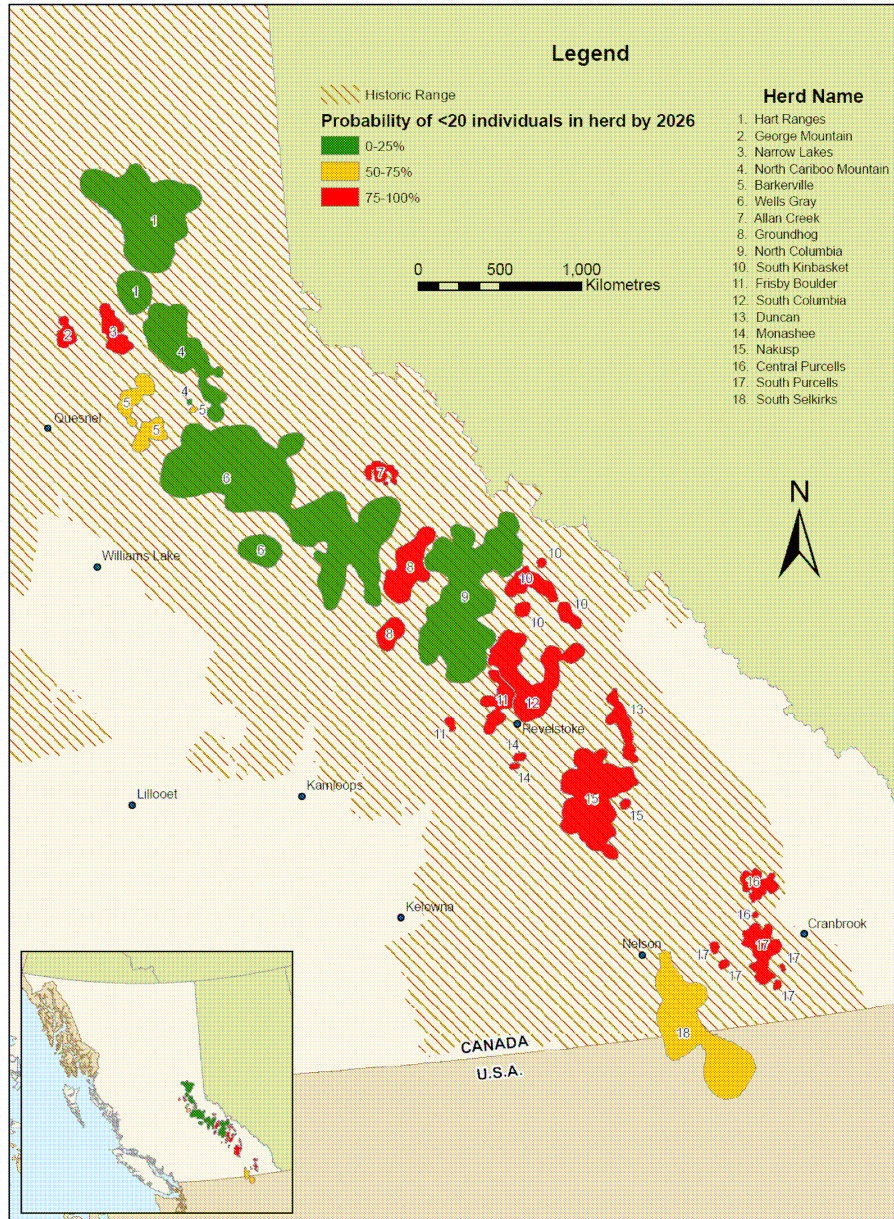 Legend
Historic Range
Probability of <20 individuals in herd by 2026
0-25%
50-75%
75-100%
Herd Name
1. Hart Ranges
2. George Mountain
3. Narrow Lakes
4. North Cariboo Mountain
5. Barkerville
6. Wells Gray
7. Allan Creek
8. Groundhog
9. North Columbia
10. South Kinbasket
11. Frisby Boulder
12. South Columbia
13. Duncan
14. Monashee
15. Nakusp
16. Central Purcells
17. South Purcells
18. South Selkirks
0 500 1,000
Kilometres
N
1
1
2
3
4
4
5
5
5
Quesnel
6
7
6
Williams Lake
8
9
10
10
10
10
8
11
12
11
Revelstoke
13
14
14
15
15
Kamloops
Lillooet
16
16
Kelowna
Cranbrook
Nelson
17
17
17
17
17
18
CANADA
U.S.A.